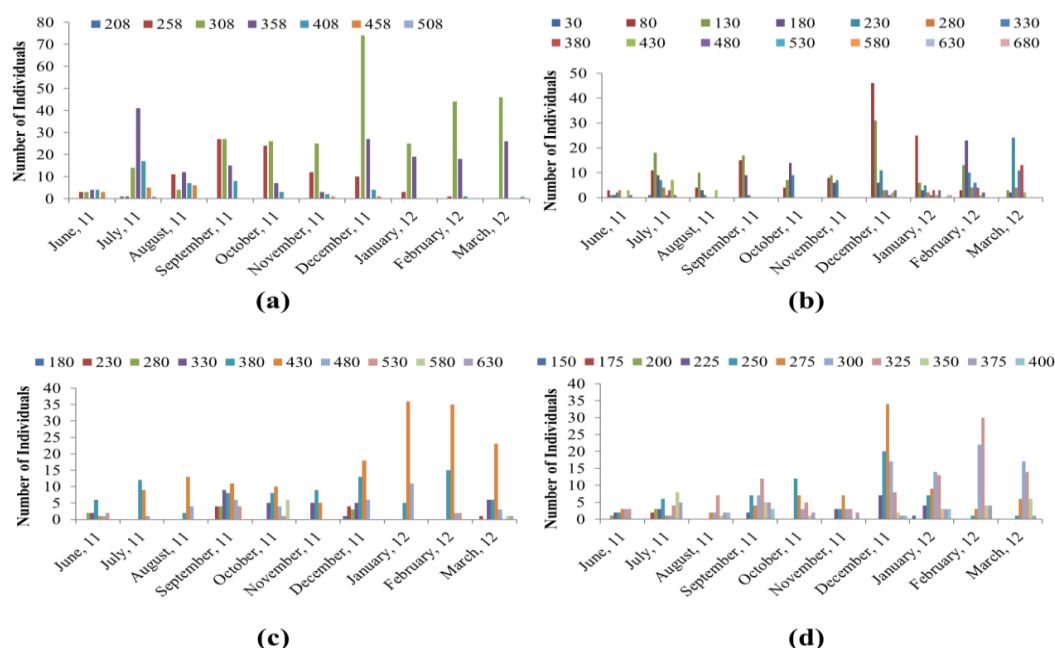 208 258 308 358 408 458 508
Number of Individuals
80
70
60
50
40
30
20
10
0
June, 11
July, 11
August, 11
September, 11
October, 11
November, 11
December, 11
January, 12
February, 12
March, 12
(a)
30 80 130 180 230 280 330
380 430 480 530 580 630 680
Number of Individuals
50
40
30
20
10
0
June, 11
July, 11
August, 11
September, 11
October, 11
November, 11
December, 11
January, 12
February, 12
March, 12
(b)
180 230 280 330 380 430 480 530 580 630
Number of Individuals
40
35
30
25
20
15
10
5
0
June, 11
July, 11
August, 11
September, 11
October, 11
November, 11
December, 11
January, 12
February, 12
March, 12
(c)
150 175 200 225 250 275 300 325 350 375 400
Number of Individuals
40
35
30
25
20
15
10
5
0
June, 11
July, 11
August, 11
September, 11
October, 11
November, 11
December, 11
January, 12
February, 12
March, 12
(d)